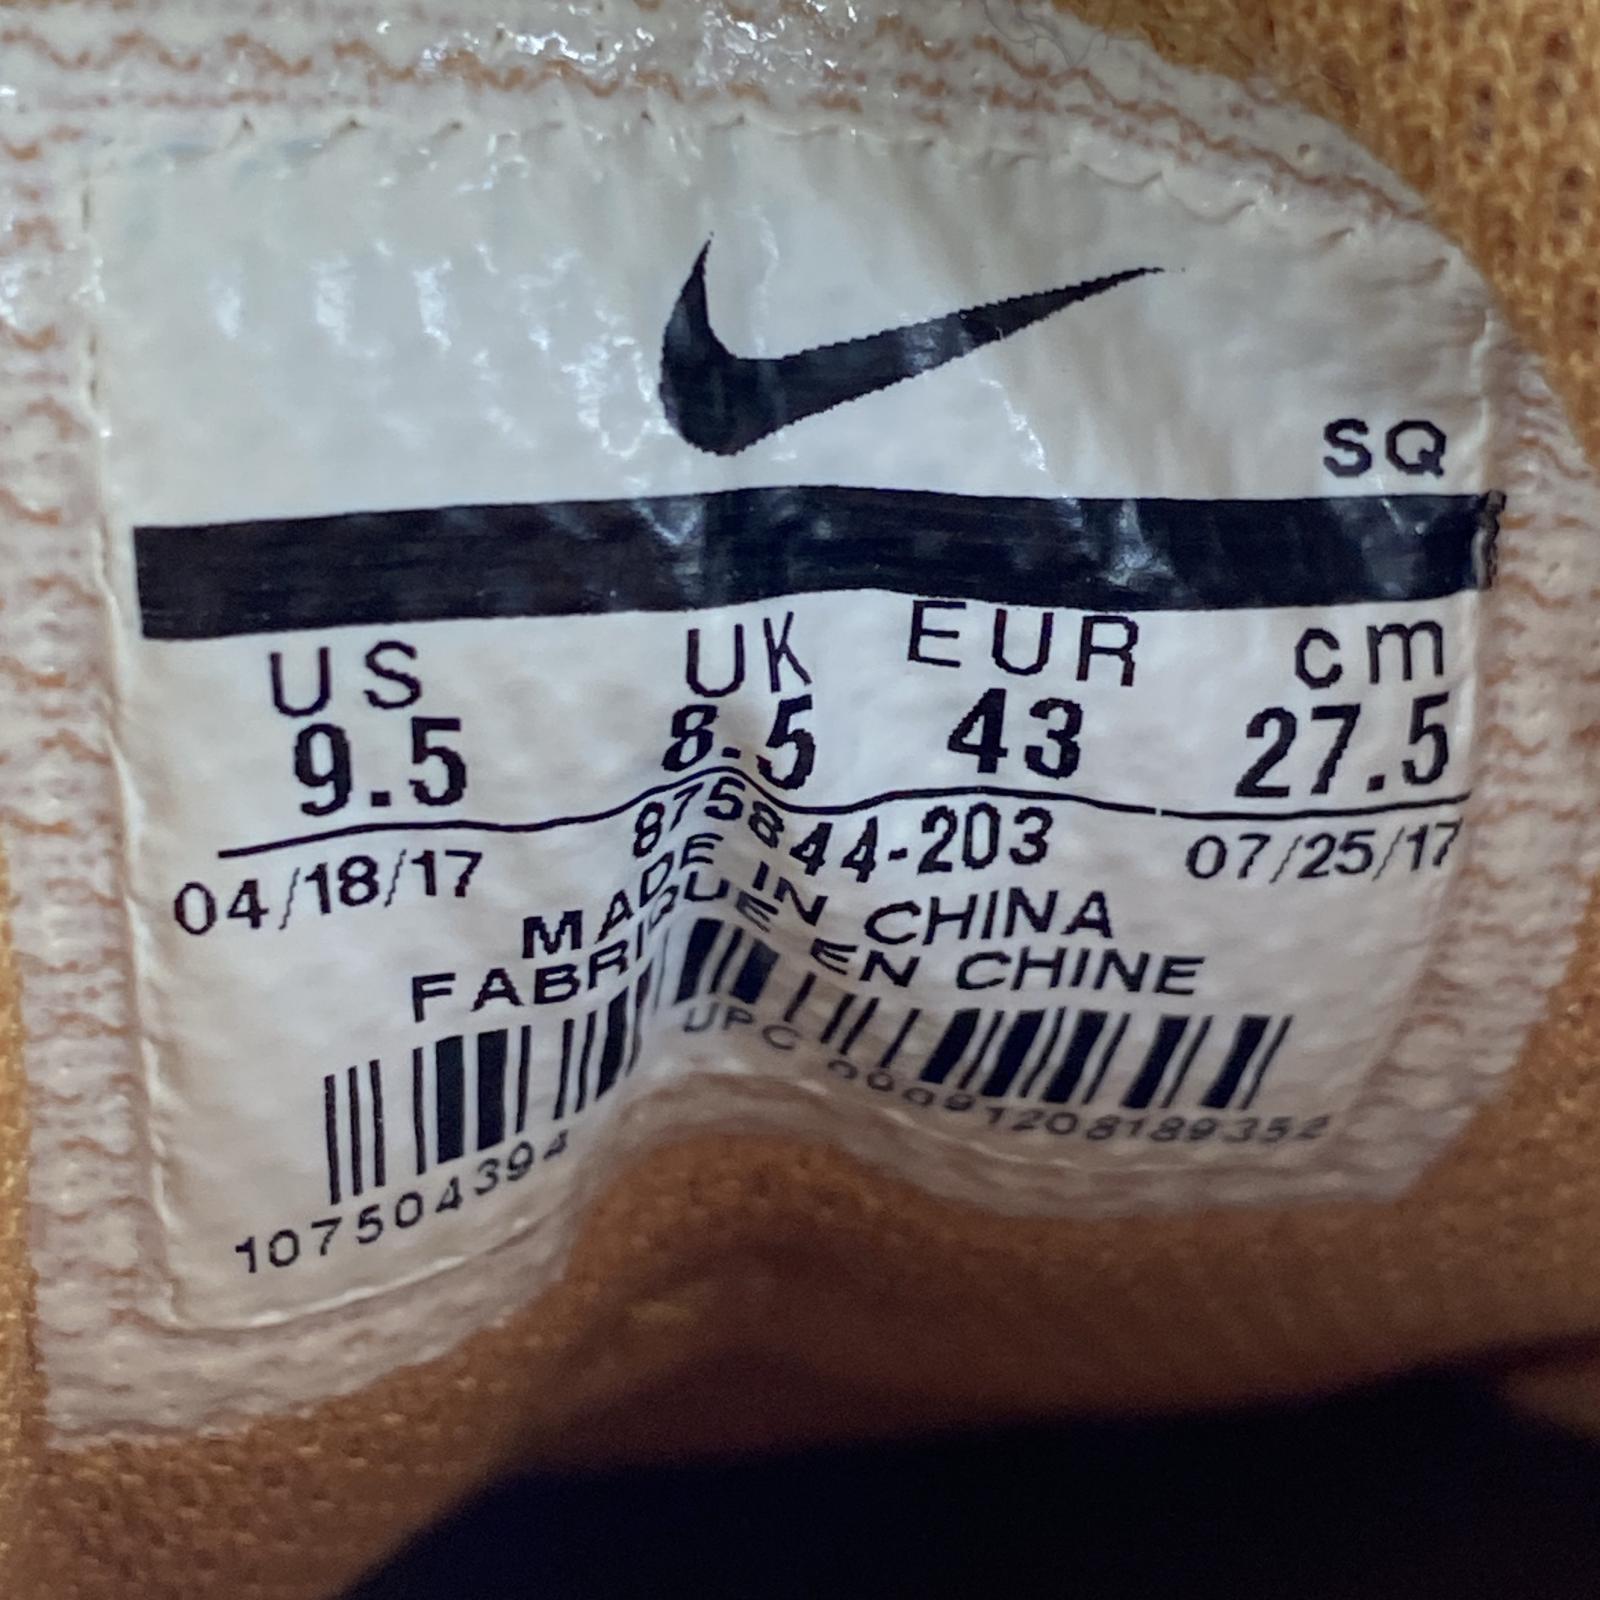 SQ
US UK EUR cm
9.5 8.5 43 27.5
04/18/17 875844-203 07/25/17
MADE IN CHINA
FABRIQUE EN CHINE
UPC 00091208189352
107504394